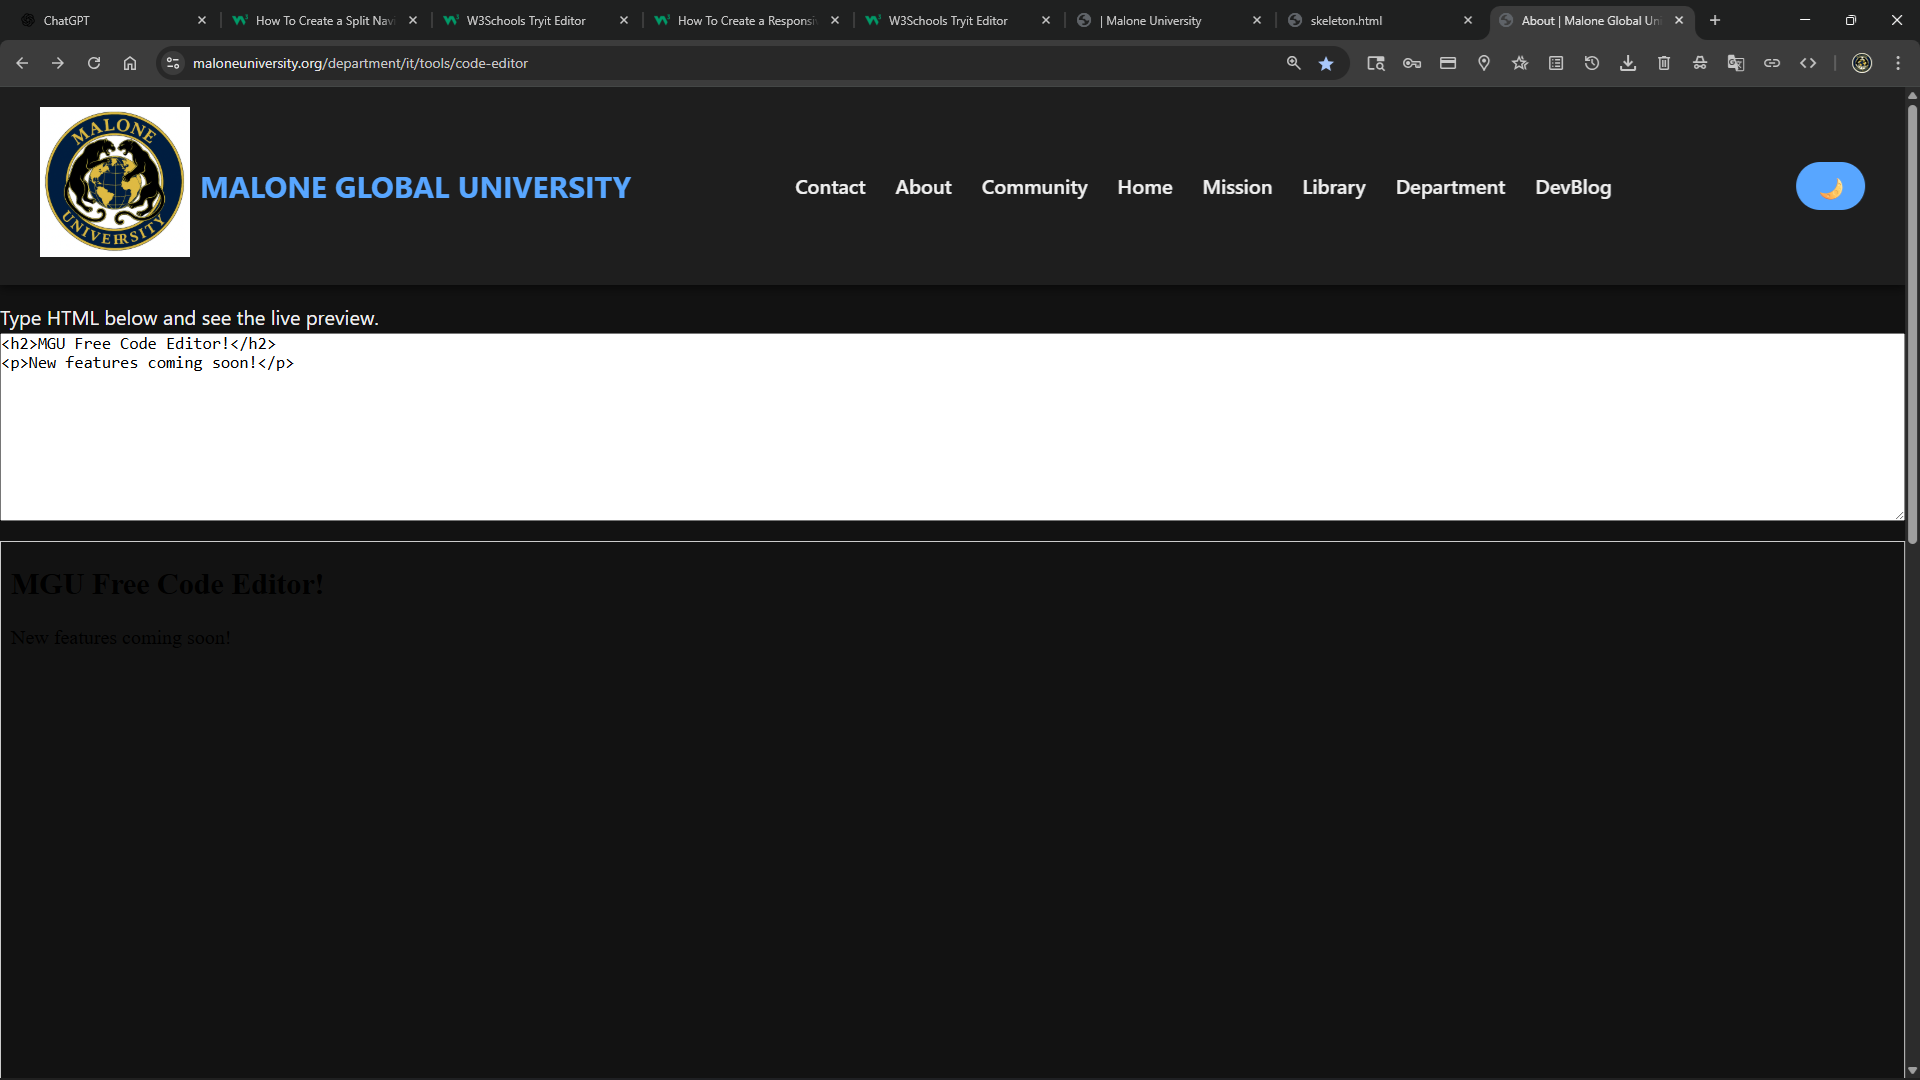 ChatGPT
How To Create a Split Navi
W3Schools Tryit Editor
How To Create a Responsi
W3Schools Tryit Editor
| Malone University
skeleton.html
About | Malone Global Un
maloneuniversity.org/department/it/tools/code-editor
MALONE
UNIVEIRSITY
MALONE GLOBAL UNIVERSITY
Contact
About
Community
Home
Mission
Library
Department
DevBlog
Type HTML below and see the live preview.
<h2>MGU Free Code Editor!</h2>
<p>New features coming soon!</p>
MGU Free Code Editor!
New features coming soon!